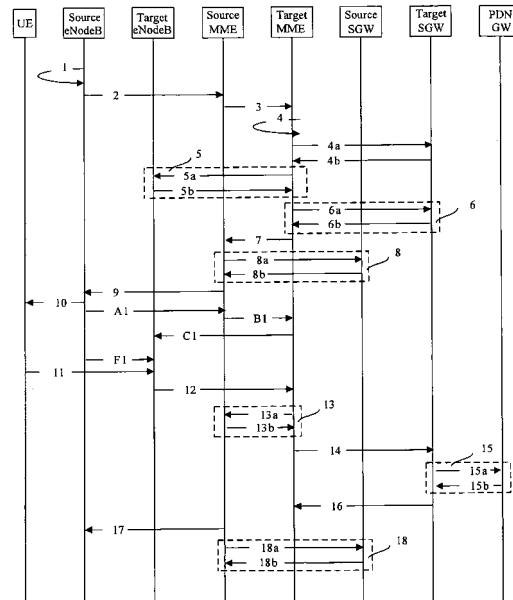 UE
Source
eNodeB
Target
eNodeB
Source
MME
Target
MME
Source
SGW
Target
SGW
PDN
GW
1
2
3
4
4a
4b
5
5a
5b
6a
6
6b
7
8a
8
8b
9
10
A1
B1
C1
F1
11
12
13
13a
13b
14
15
15a
15b
16
17
18a
18
18b